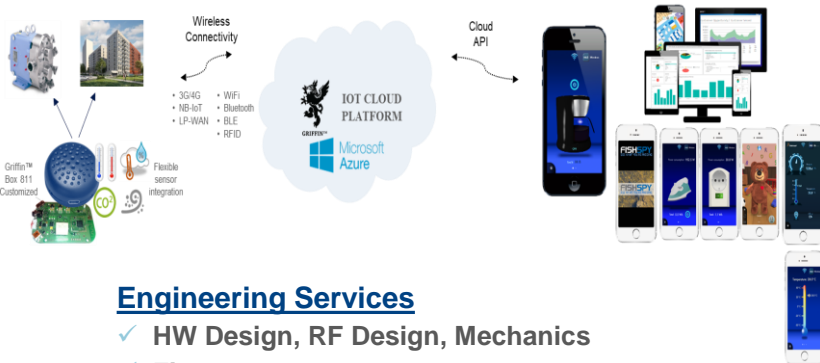 Wireless
Connectivity
Cloud
API
• 3G/4G
• NB-IoT
• LP-WAN
• WiFi
• Bluetooth
• BLE
• RFID
GRIFFIN™
IOT CLOUD
PLATFORM
Microsoft
Azure
Griffin™
Box 811
Customized
CO²
Flexible
sensor
integration
FISHSPY
FISHSPY
Engineering Services
✓ HW Design, RF Design, Mechanics